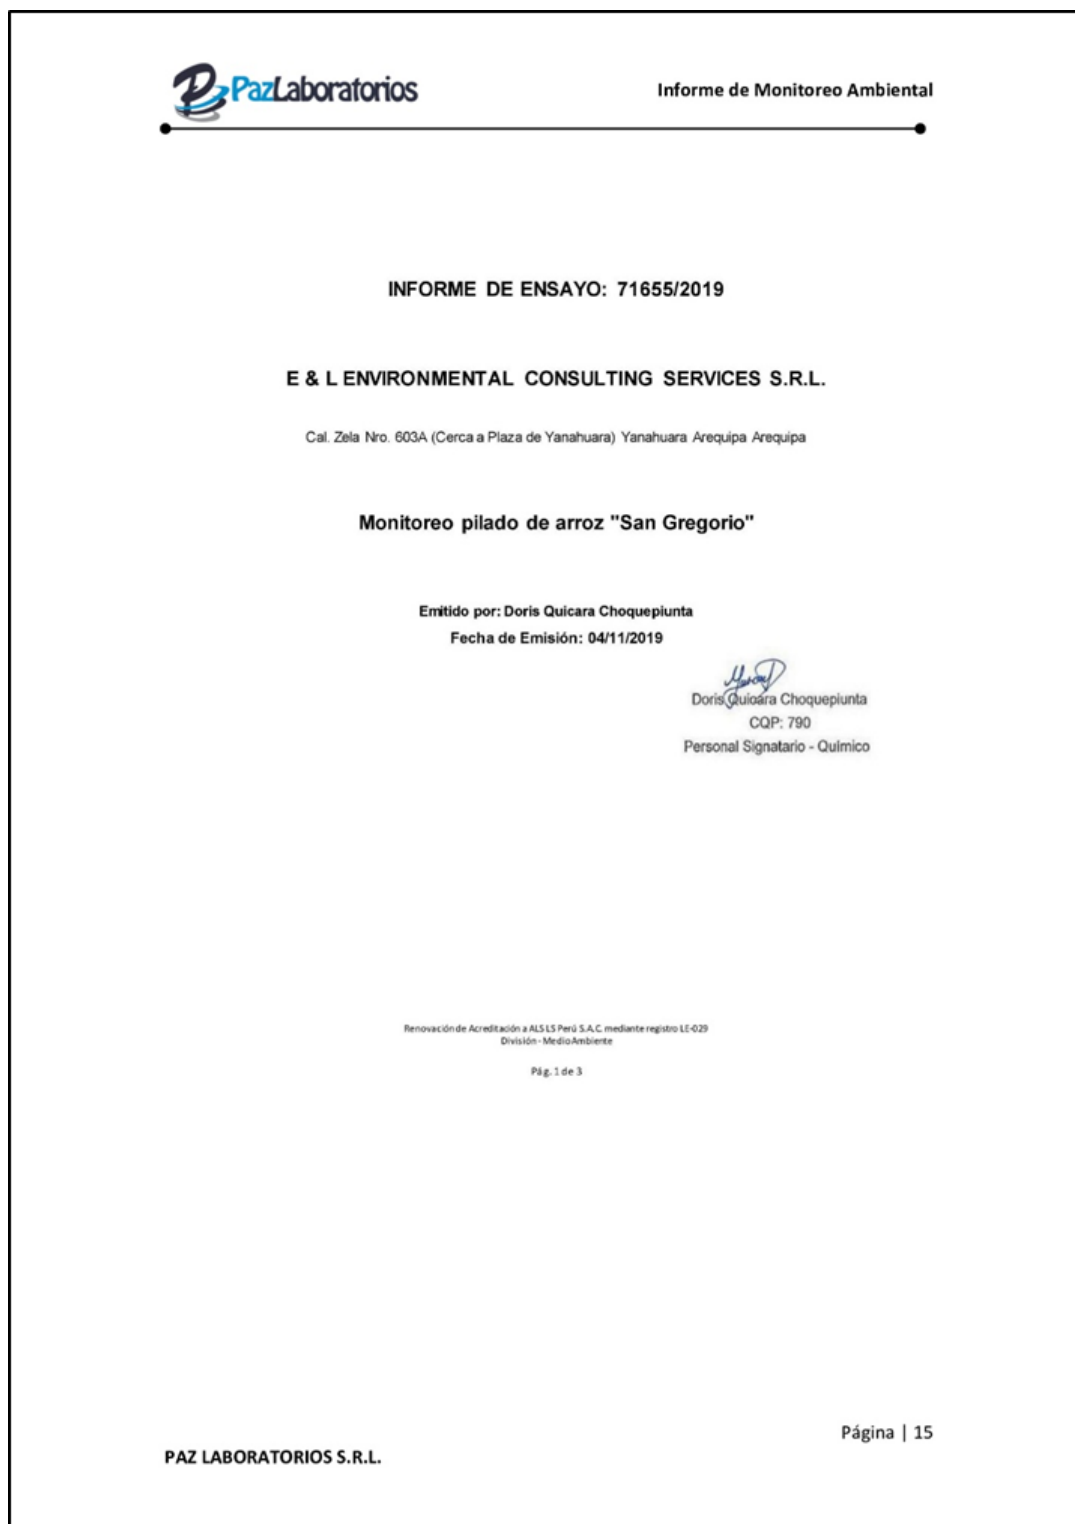 PazLaboratorios
Informe de Monitoreo Ambiental
INFORME DE ENSAYO: 71655/2019
E & L ENVIRONMENTAL CONSULTING SERVICES S.R.L.
Cal. Zela Nro. 603A (Cerca a Plaza de Yanahuara) Yanahuara Arequipa Arequipa
Monitoreo pilado de arroz "San Gregorio"
Emitido por: Doris Quicara Choquepiunta
Fecha de Emisión: 04/11/2019
Doris Quicara Choquepiunta
CQP: 790
Personal Signatario - Químico
Renovación de Acreditación a ALS LS Perú S.A.C. mediante registro LE-029
División - Medio Ambiente
Pág. 1 de 3
Página | 15
PAZ LABORATORIOS S.R.L.